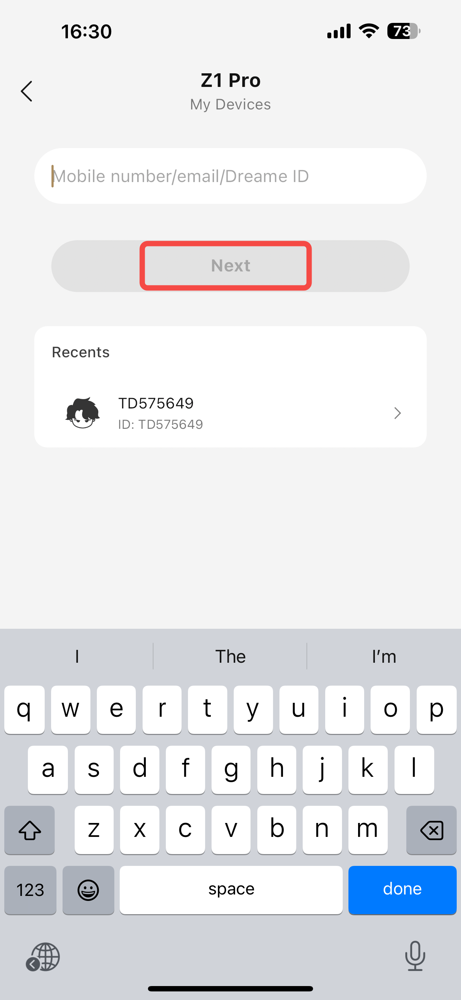 16:30
73
Z1 Pro
My Devices
Mobile number/email/Dreame ID
Next
Recents
TD575649
ID: TD575649
I
The
I’m
q w e r t y u i o p
a s d f g h j k l
z x c v b n m
123
space
done